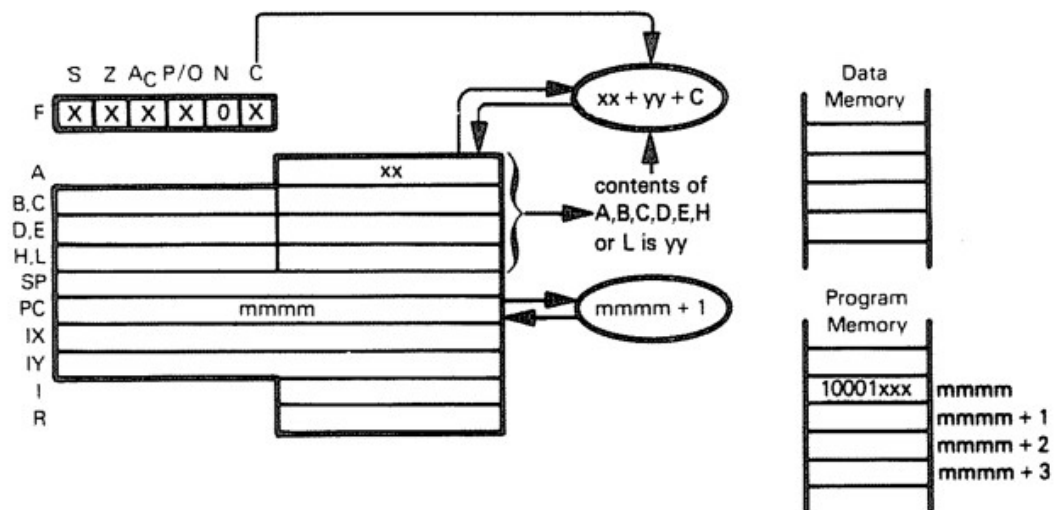 S Z AC P/O N C
F X X X X 0 X
xx + yy + C
Data
Memory
A xx
B,C
D,E
H,L
contents of
A,B,C,D,E,H
or L is yy
SP
PC mmmm
mmmm + 1
IX
IY
I
R
Program
Memory
10001xxx mmmm
mmmm + 1
mmmm + 2
mmmm + 3